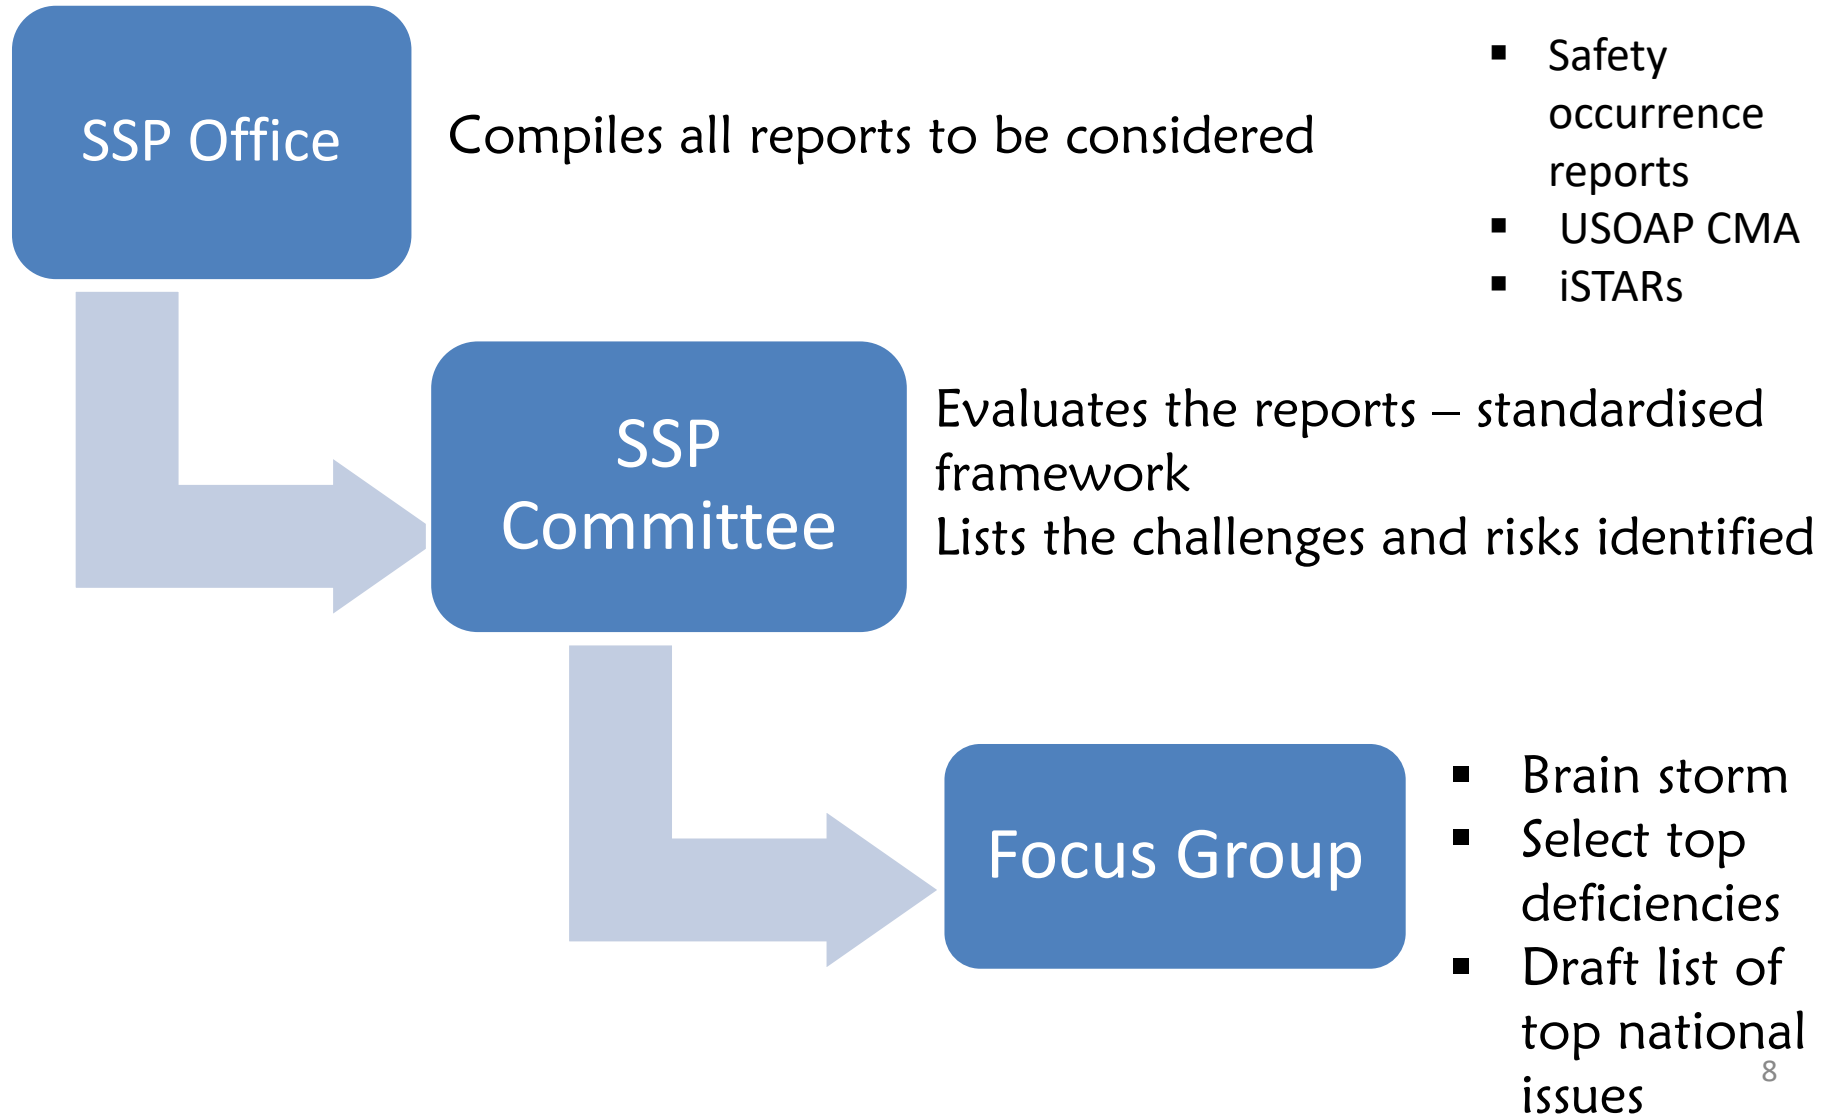 SSP Office
Compiles all reports to be considered
▪ Safety
occurrence
reports
▪ USOAP CMA
▪ iSTARs
SSP
Committee
Evaluates the reports – standardised
framework
Lists the challenges and risks identified
Focus Group
▪ Brain storm
▪ Select top
deficiencies
▪ Draft list of
top national
issues
8